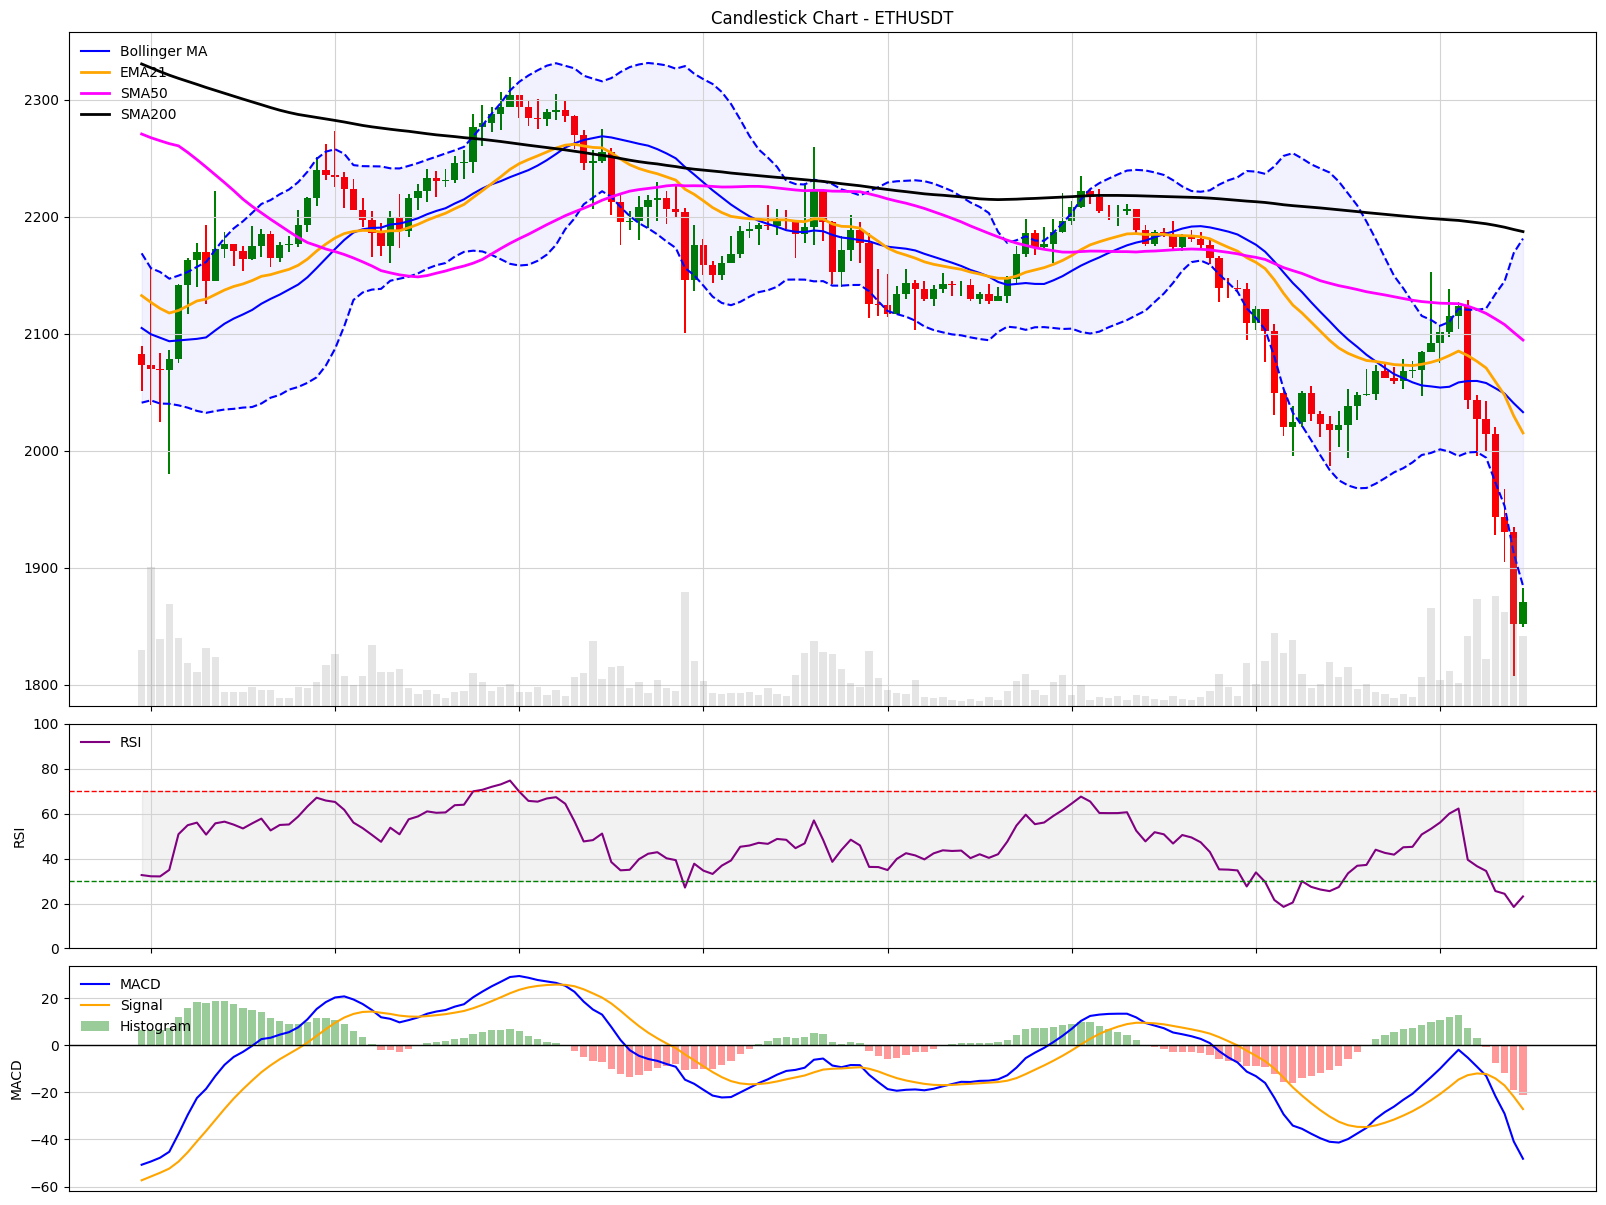 Candlestick Chart - ETHUSDT
Bollinger MA
EMA21
SMA50
SMA200
2300
2200
2100
2000
1900
1800
100
80
60
40
20
0
RSI
RSI
20
0
−20
−40
−60
MACD
MACD
Signal
Histogram